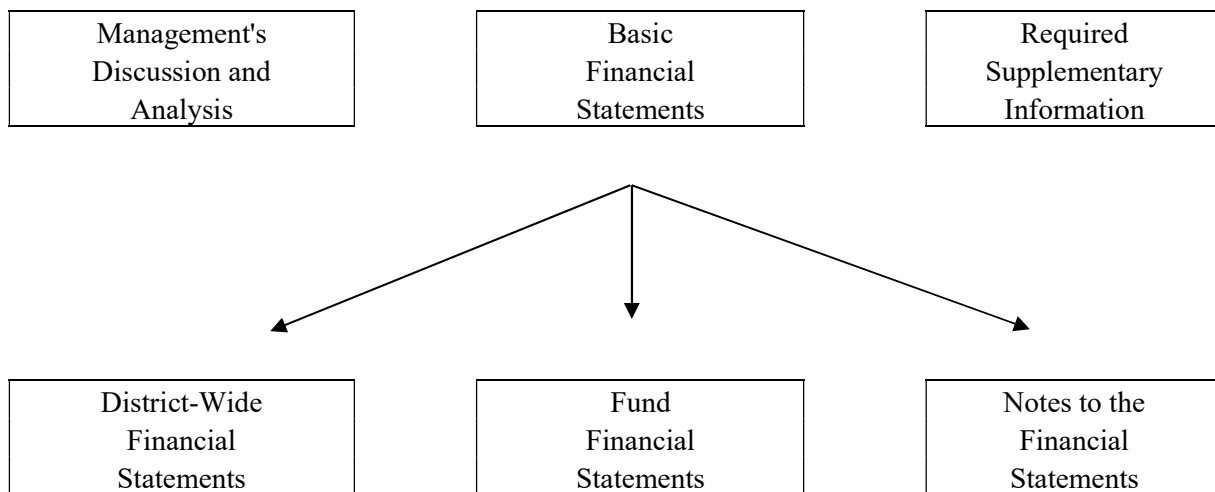 Management's
Discussion and
Analysis
Basic
Financial
Statements
Required
Supplementary
Information
District-Wide
Financial
Statements
Fund
Financial
Statements
Notes to the
Financial
Statements